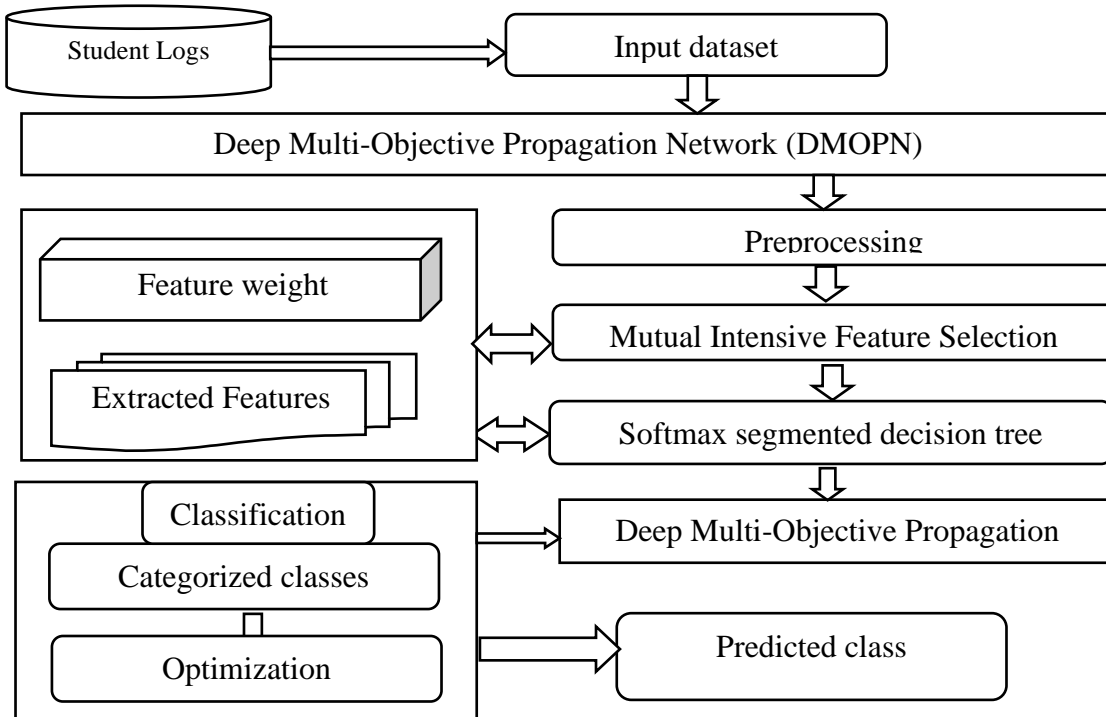 Student Logs
Input dataset
Deep Multi-Objective Propagation Network (DMOPN)
Preprocessing
Feature weight
Mutual Intensive Feature Selection
Extracted Features
Softmax segmented decision tree
Classification
Deep Multi-Objective Propagation
Categorized classes
Predicted class
Optimization